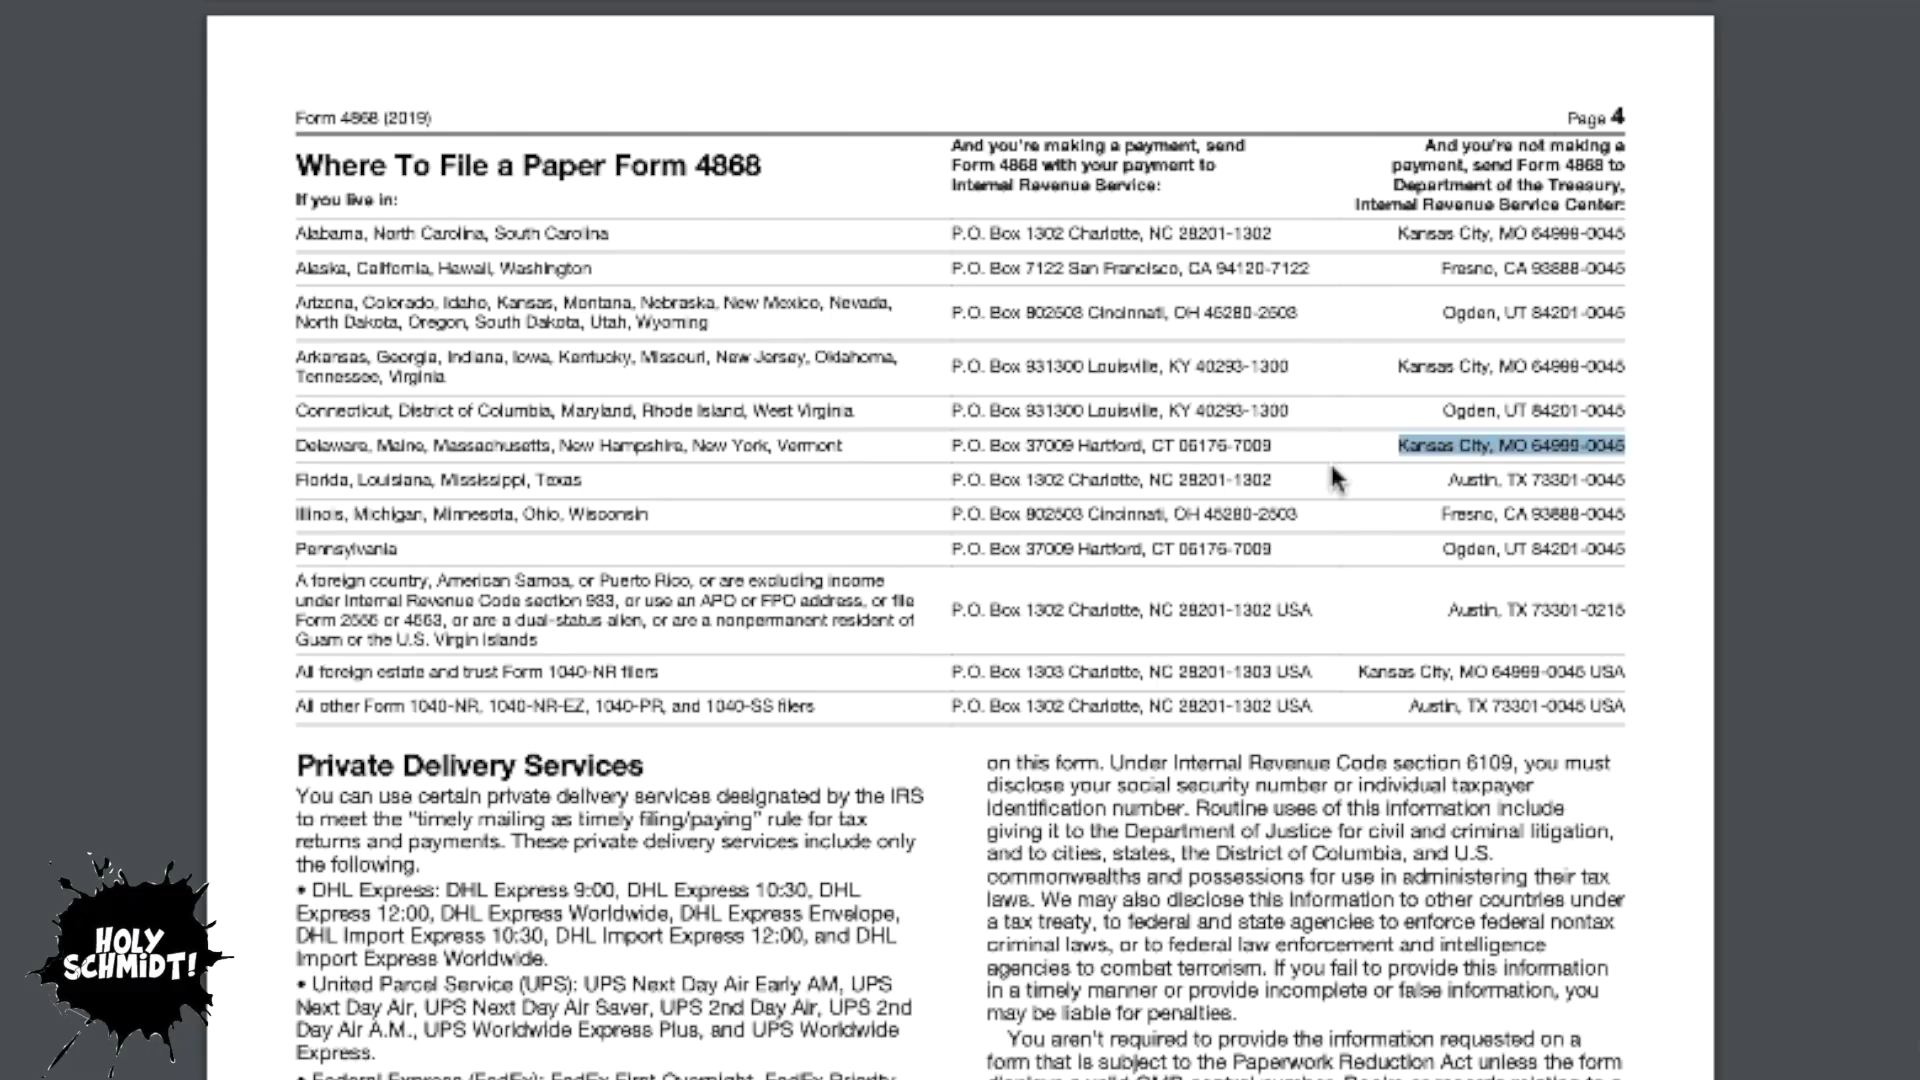 Form 4868 (2019)
Page 4
Where To File a Paper Form 4868
If you live in:
And you're making a payment, send
Form 4868 with your payment to
Internal Revenue Service:
And you're not making a
payment, send Form 4868 to
Department of the Treasury,
Internal Revenue Service Center:
Alabama, North Carolina, South Carolina P.O. Box 1302 Charlotte, NC 28201-1302 Kansas City, MO 64999-0045
Alaska, California, Hawaii, Washington P.O. Box 7122 San Francisco, CA 94120-7122 Fresno, CA 93888-0045
Arizona, Colorado, Idaho, Kansas, Montana, Nebraska, New Mexico, Nevada,
North Dakota, Oregon, South Dakota, Utah, Wyoming
P.O. Box 802503 Cincinnati, OH 45280-2503 Ogden, UT 84201-0045
Arkansas, Georgia, Indiana, Iowa, Kentucky, Missouri, New Jersey, Oklahoma,
Tennessee, Virginia
P.O. Box 931300 Louisville, KY 40293-1300 Kansas City, MO 64999-0045
Connecticut, District of Columbia, Maryland, Rhode Island, West Virginia P.O. Box 931300 Louisville, KY 40293-1300 Ogden, UT 84201-0045
Delaware, Maine, Massachusetts, New Hampshire, New York, Vermont P.O. Box 37009 Hartford, CT 06176-7009 Kansas City, MO 64999-0045
Florida, Louisiana, Mississippi, Texas P.O. Box 1302 Charlotte, NC 28201-1302 Austin, TX 73301-0045
Illinois, Michigan, Minnesota, Ohio, Wisconsin P.O. Box 802503 Cincinnati, OH 45280-2503 Fresno, CA 93888-0045
Pennsylvania P.O. Box 37009 Hartford, CT 06176-7009 Ogden, UT 84201-0045
A foreign country, American Samoa, or Puerto Rico, or are excluding income
under Internal Revenue Code section 933, or use an APO or FPO address, or file
Form 2555 or 4563, or are a dual-status alien, or are a nonpermanent resident of
Guam or the U.S. Virgin Islands
P.O. Box 1302 Charlotte, NC 28201-1302 USA Austin, TX 73301-0215
All foreign estate and trust Form 1040-NR filers P.O. Box 1303 Charlotte, NC 28201-1303 USA Kansas City, MO 64999-0045 USA
All other Form 1040-NR, 1040-NR-EZ, 1040-PR, and 1040-SS filers P.O. Box 1302 Charlotte, NC 28201-1302 USA Austin, TX 73301-0045 USA
Private Delivery Services
You can use certain private delivery services designated by the IRS
to meet the "timely mailing as timely filing/paying" rule for tax
returns and payments. These private delivery services include only
the following.
• DHL Express: DHL Express 9:00, DHL Express 10:30, DHL
Express 12:00, DHL Express Worldwide, DHL Express Envelope,
DHL Import Express 10:30, DHL Import Express 12:00, and DHL
Import Express Worldwide.
• United Parcel Service (UPS): UPS Next Day Air Early AM, UPS
Next Day Air, UPS Next Day Air Saver, UPS 2nd Day Air, UPS 2nd
Day Air A.M., UPS Worldwide Express Plus, and UPS Worldwide
Express.
• Federal Express (FedEx): FedEx First Overnight, FedEx Priority
on this form. Under Internal Revenue Code section 6109, you must
disclose your social security number or individual taxpayer
identification number. Routine uses of this information include
giving it to the Department of Justice for civil and criminal litigation,
and to cities, states, the District of Columbia, and U.S.
commonwealths and possessions for use in administering their tax
laws. We may also disclose this information to other countries under
a tax treaty, to federal and state agencies to enforce federal nontax
criminal laws, or to federal law enforcement and intelligence
agencies to combat terrorism. If you fail to provide this information
in a timely manner or provide incomplete or false information, you
may be liable for penalties.
You aren't required to provide the information requested on a
form that is subject to the Paperwork Reduction Act unless the form
HOLY
SCHMIDT!